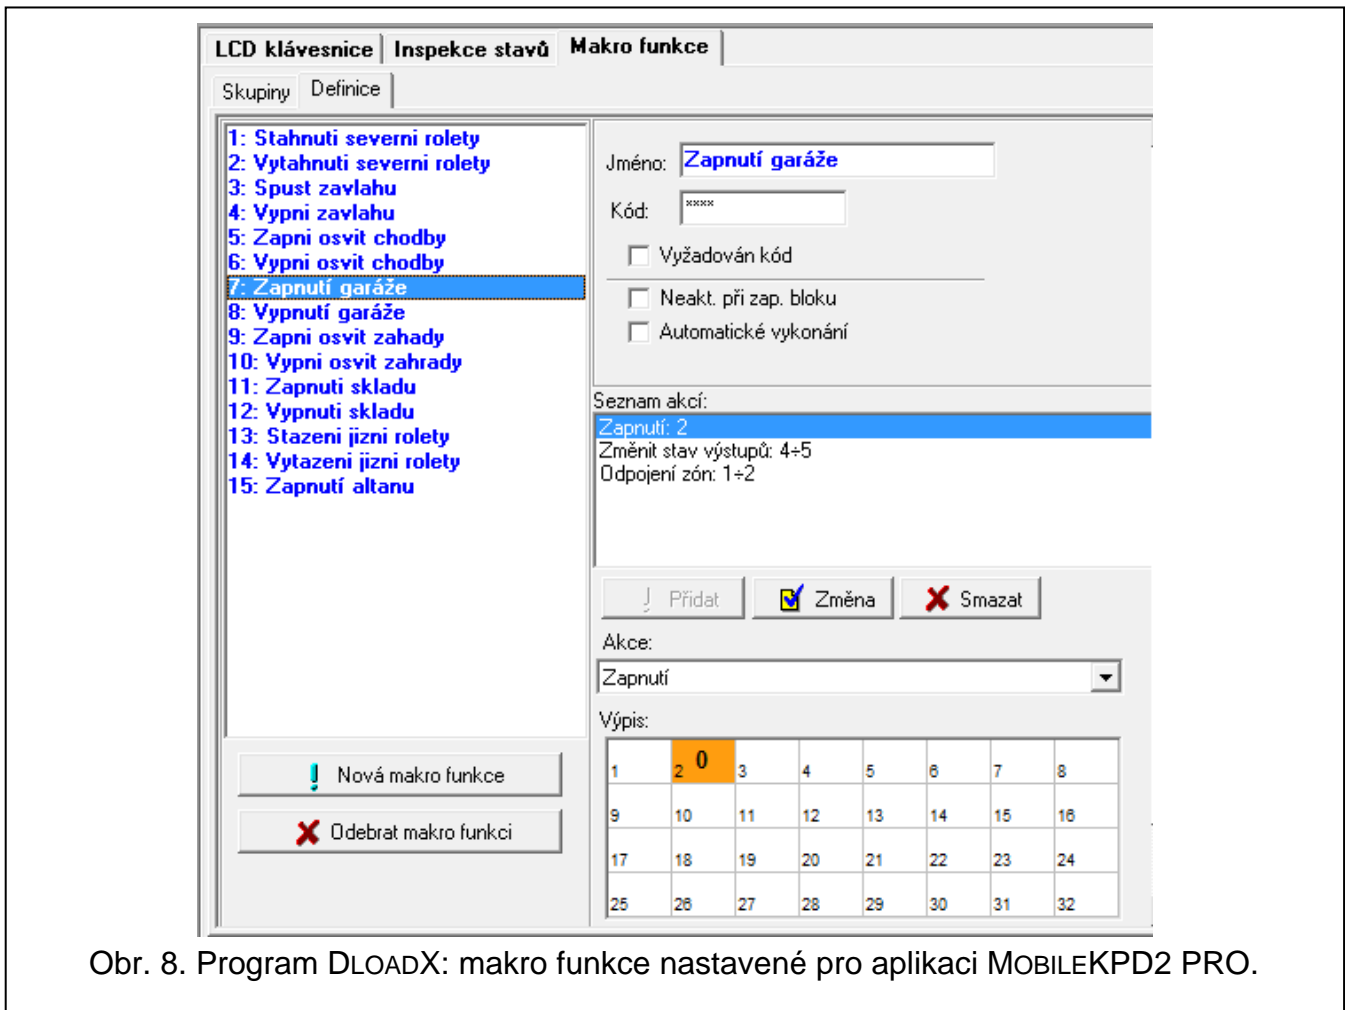 LCD klávesnice Inspekce stavů Makro funkce
Skupiny Definice
1: Stahnuti severni rolety
2: Vytahnuti severni rolety
3: Spust zavlahu
4: Vypni zavlahu
5: Zapni osvit chodby
6: Vypni osvit chodby
7: Zapnutí garáže
8: Vypnutí garáže
9: Zapni osvit zahady
10: Vypni osvit zahrady
11: Zapnuti skladu
12: Vypnuti skladu
13: Stazeni jizni rolety
14: Vytazeni jizni rolety
15: Zapnutí altanu
Nová makro funkce
Odebrat makro funkci
Jméno: Zapnutí garáže
Kód: ****
Vyžadován kód
Neakt. při zap. bloku
Automatické vykonání
Seznam akcí:
Zapnutí: 2
Změnit stav výstupů: 4÷5
Odpojení zón: 1÷2
Přidat Změna Smazat
Akce:
Zapnutí
Výpis:
1 2 0 3 4 5 6 7 8
9 10 11 12 13 14 15 16
17 18 19 20 21 22 23 24
25 26 27 28 29 30 31 32
Obr. 8. Program DLOADX: makro funkce nastavené pro aplikaci MOBILEKPD2 PRO.